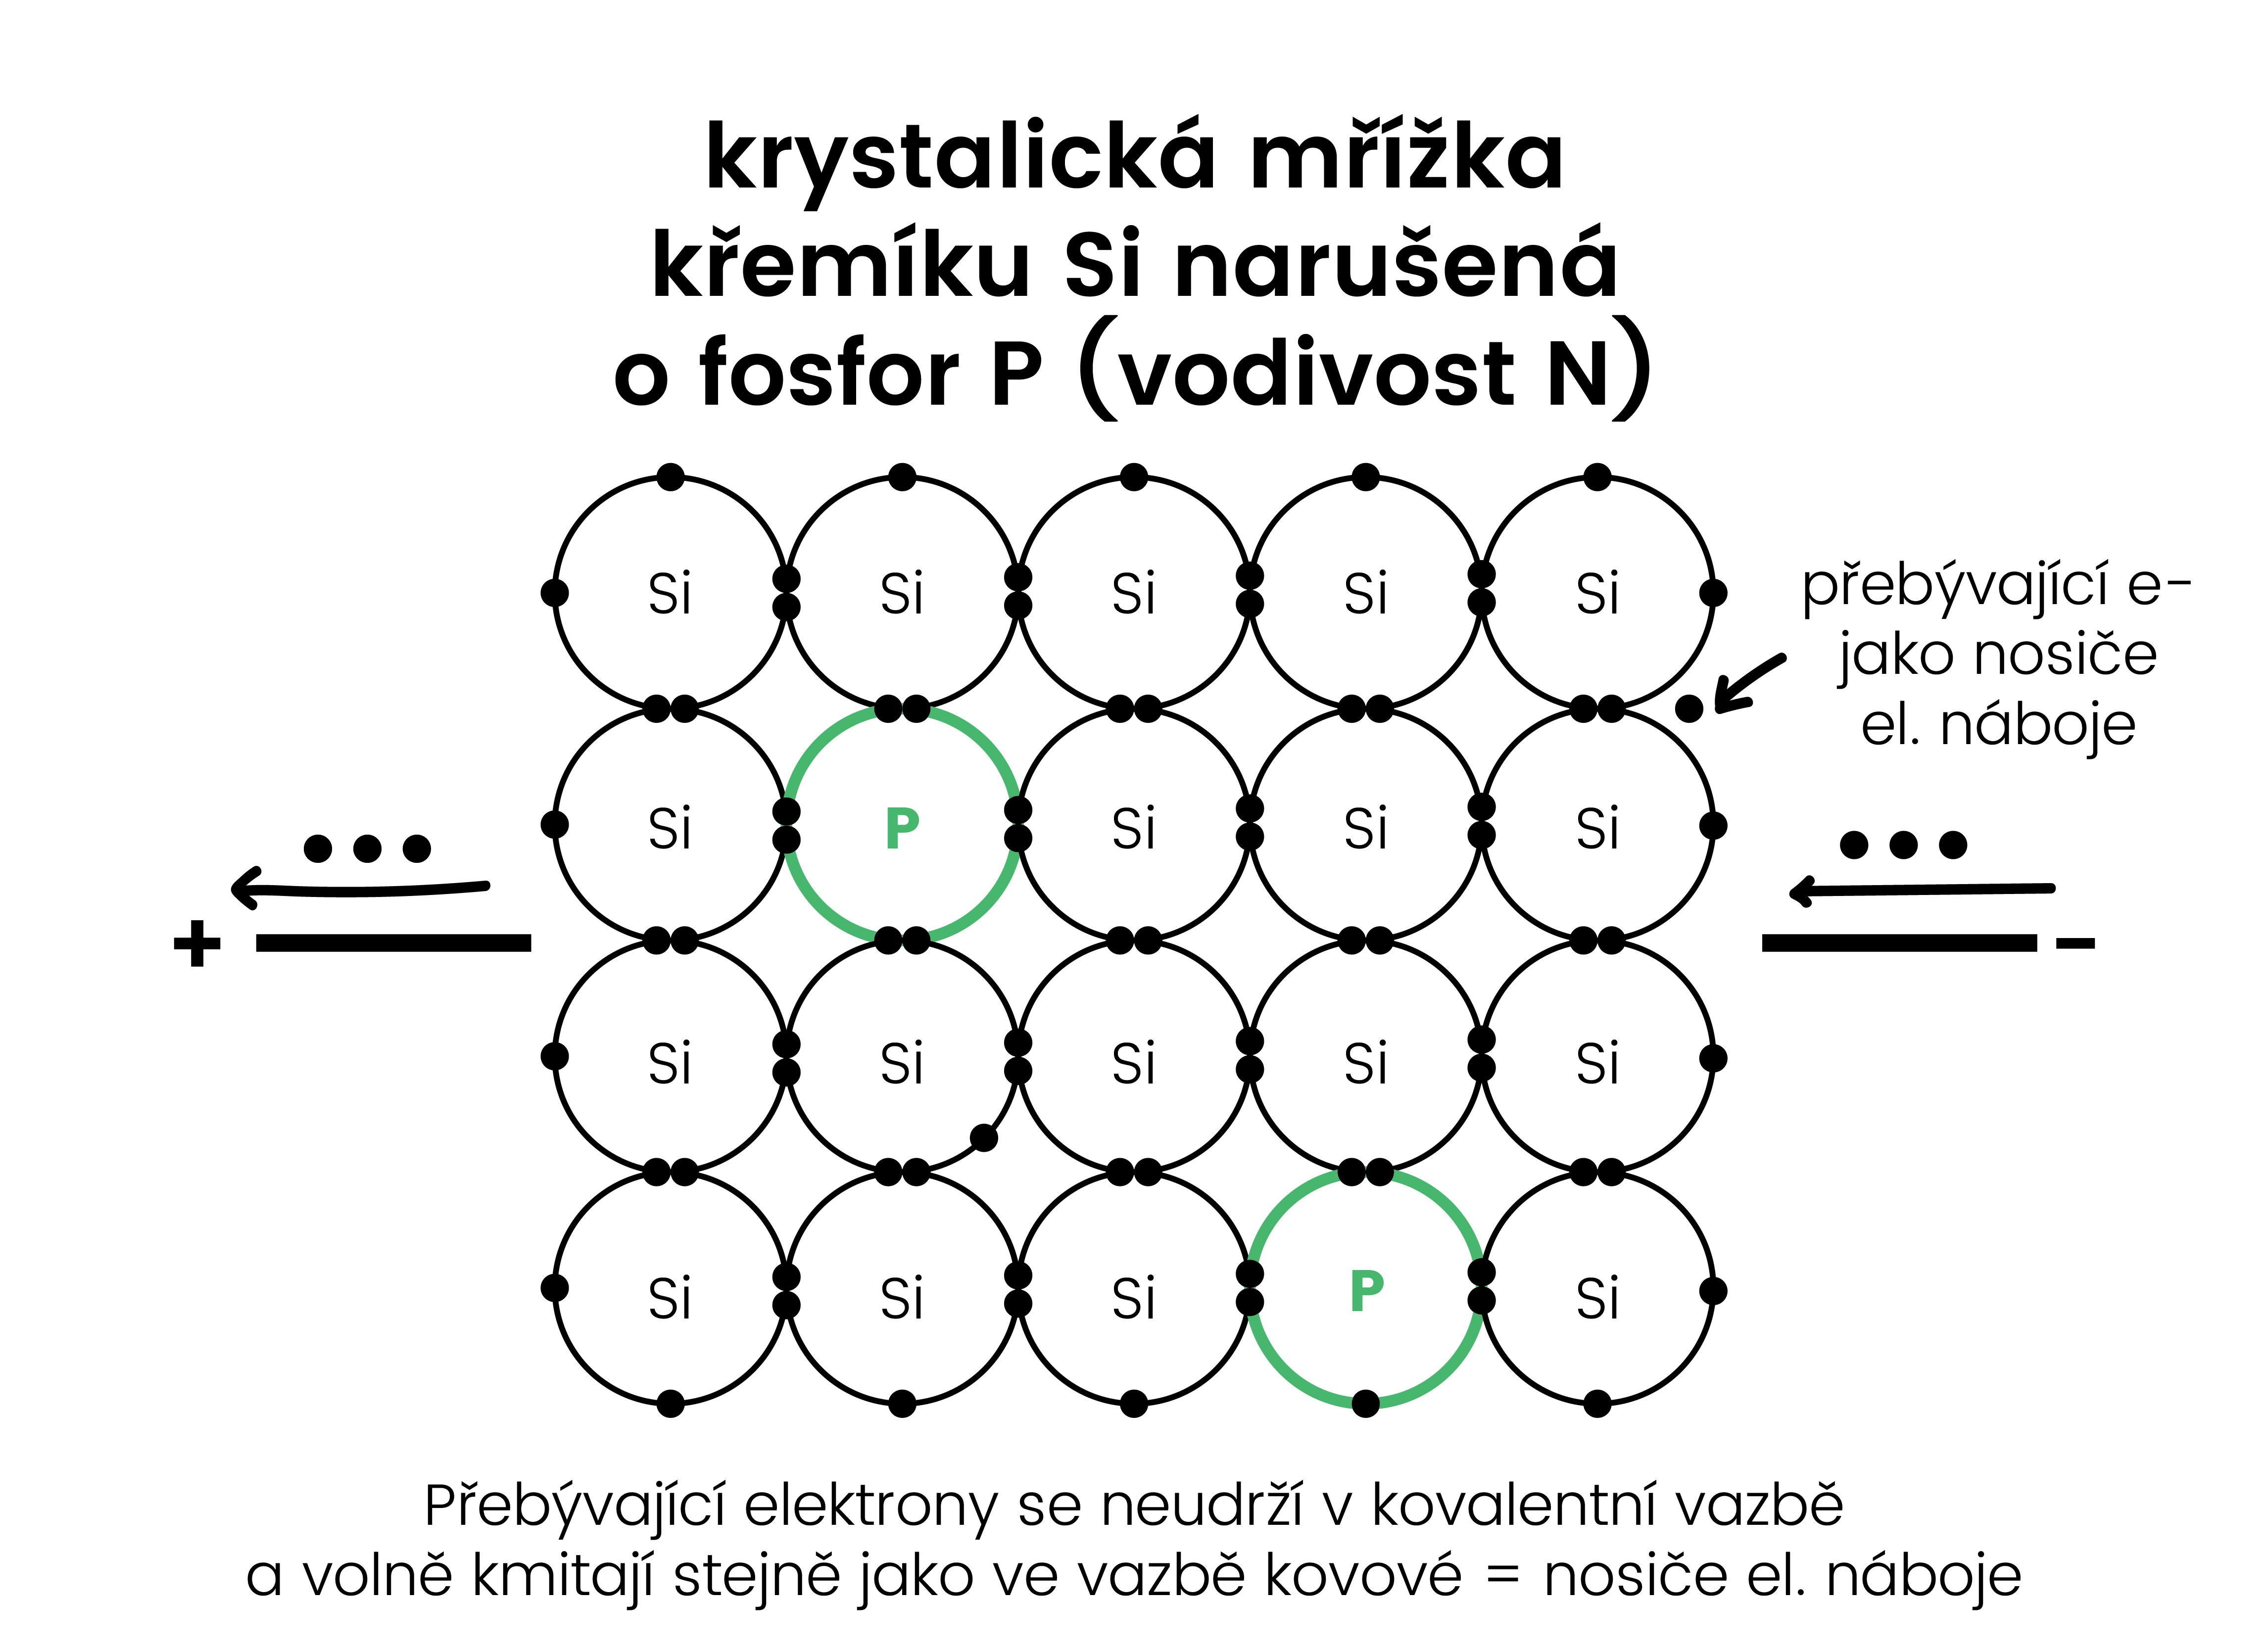 krystalická mřížka
křemíku Si narušená
o fosfor P (vodivost N)
Si Si Si Si Si
přebývající e-
jako nosiče
el. náboje
Si P Si Si Si
+ -
Si Si Si Si Si
Si Si Si P Si
Přebývající elektrony se neudrží v kovalentní vazbě
a volně kmitají stejně jako ve vazbě kovové = nosiče el. náboje